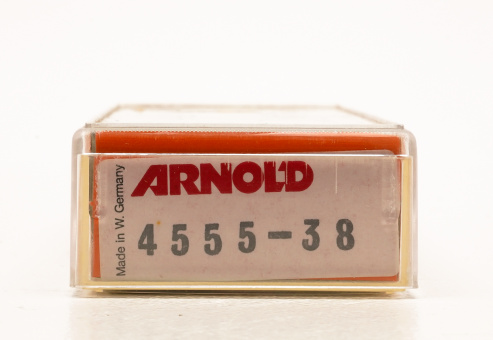 Made in W. Germany
ARNOLD
4555-38